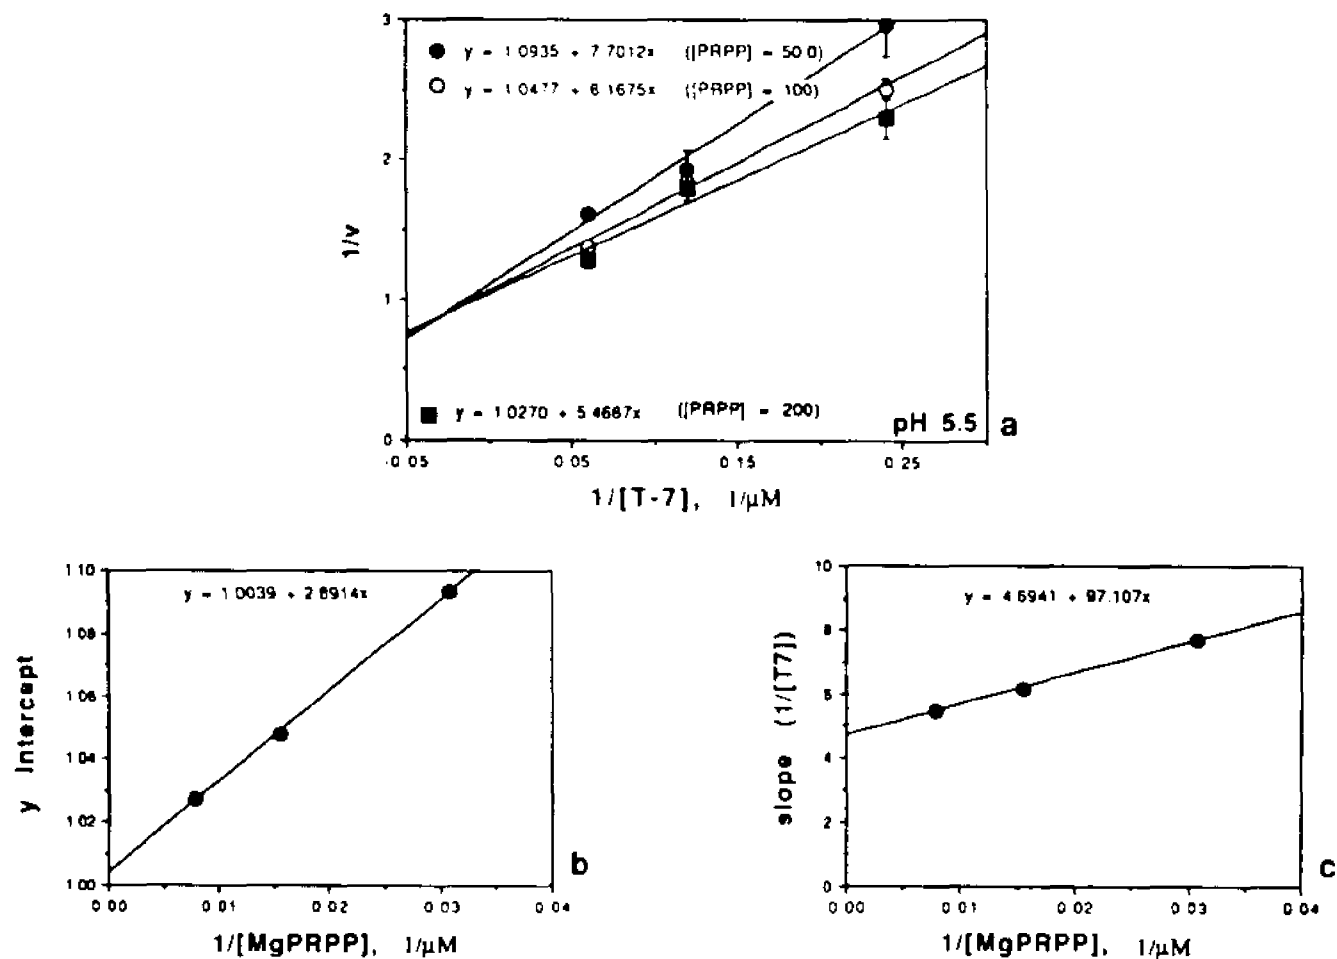 3
y = 1.0935 + 7.7012x ([PRPP] = 50.0)
y = 1.0477 + 6.1675x ([PRPP] = 100)
2
1/v
1
y = 1.0270 + 5.4687x ([PRPP] = 200)
pH 5.5 a
0
-0.05 0.05 0.15 0.25
1/[T-7], 1/μM
1.10
y = 1.0039 + 2.8914x
1.08
1.06
y Intercept
1.04
1.02
b
1.00
0.00 0.01 0.02 0.03 0.04
1/[MgPRPP], 1/μM
10
y = 4.6941 + 97.107x
8
slope (1/[T7])
6
4
2
c
0
0.00 0.01 0.02 0.03 0.04
1/[MgPRPP], 1/μM